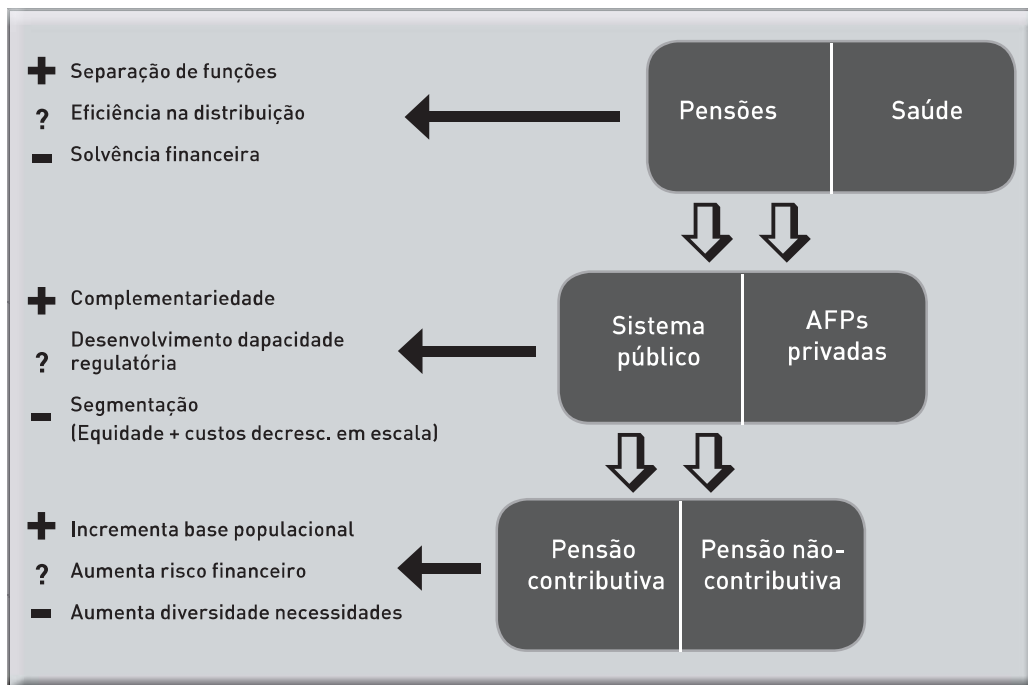 + Separação de funções
? Eficiência na distribuição
− Solvência financeira
Pensões
Saúde
+ Complementariedade
? Desenvolvimento dapacidade
regulatória
− Segmentação
(Equidade + custos decresc. em escala)
Sistema
público
AFPs
privadas
+ Incrementa base populacional
? Aumenta risco financeiro
− Aumenta diversidade necessidades
Pensão
contributiva
Pensão não-
contributiva